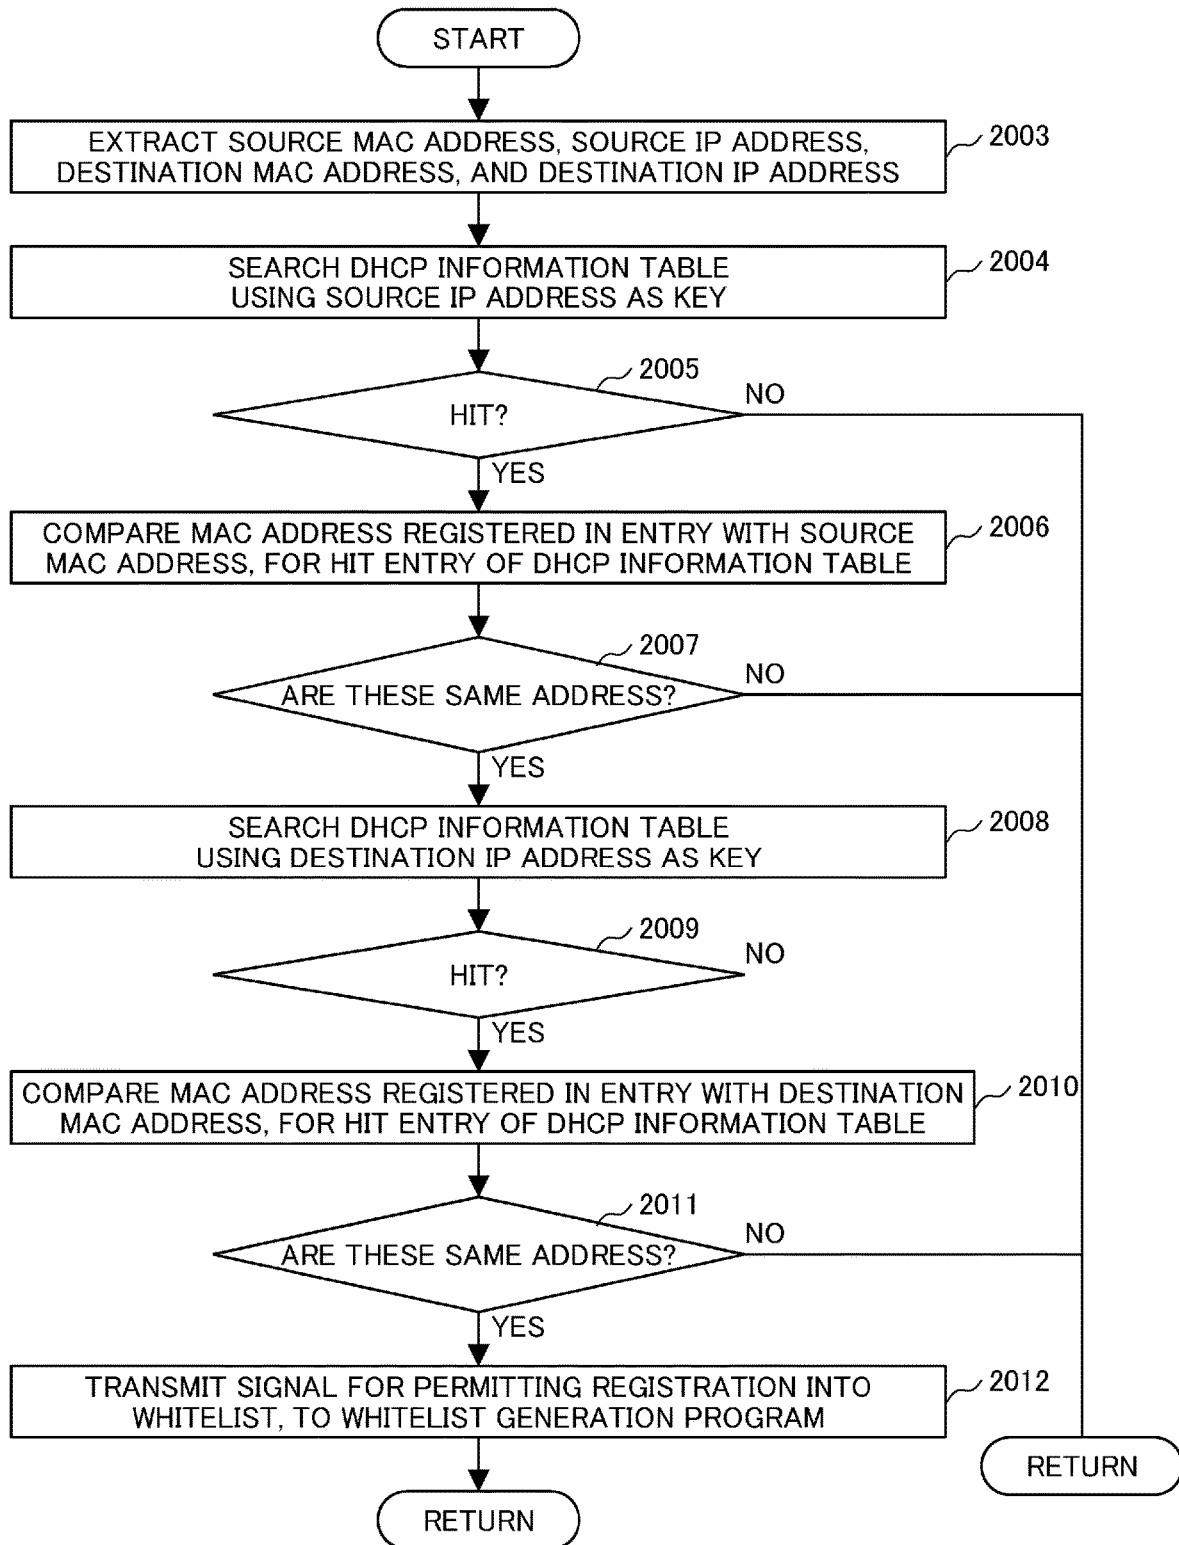 START
EXTRACT SOURCE MAC ADDRESS, SOURCE IP ADDRESS,
DESTINATION MAC ADDRESS, AND DESTINATION IP ADDRESS
2003
SEARCH DHCP INFORMATION TABLE
USING SOURCE IP ADDRESS AS KEY
2004
2005
HIT?
NO
YES
COMPARE MAC ADDRESS REGISTERED IN ENTRY WITH SOURCE
MAC ADDRESS, FOR HIT ENTRY OF DHCP INFORMATION TABLE
2006
2007
ARE THESE SAME ADDRESS?
NO
YES
SEARCH DHCP INFORMATION TABLE
USING DESTINATION IP ADDRESS AS KEY
2008
2009
HIT?
NO
YES
COMPARE MAC ADDRESS REGISTERED IN ENTRY WITH DESTINATION
MAC ADDRESS, FOR HIT ENTRY OF DHCP INFORMATION TABLE
2010
2011
ARE THESE SAME ADDRESS?
NO
YES
TRANSMIT SIGNAL FOR PERMITTING REGISTRATION INTO
WHITELIST, TO WHITELIST GENERATION PROGRAM
2012
RETURN
RETURN